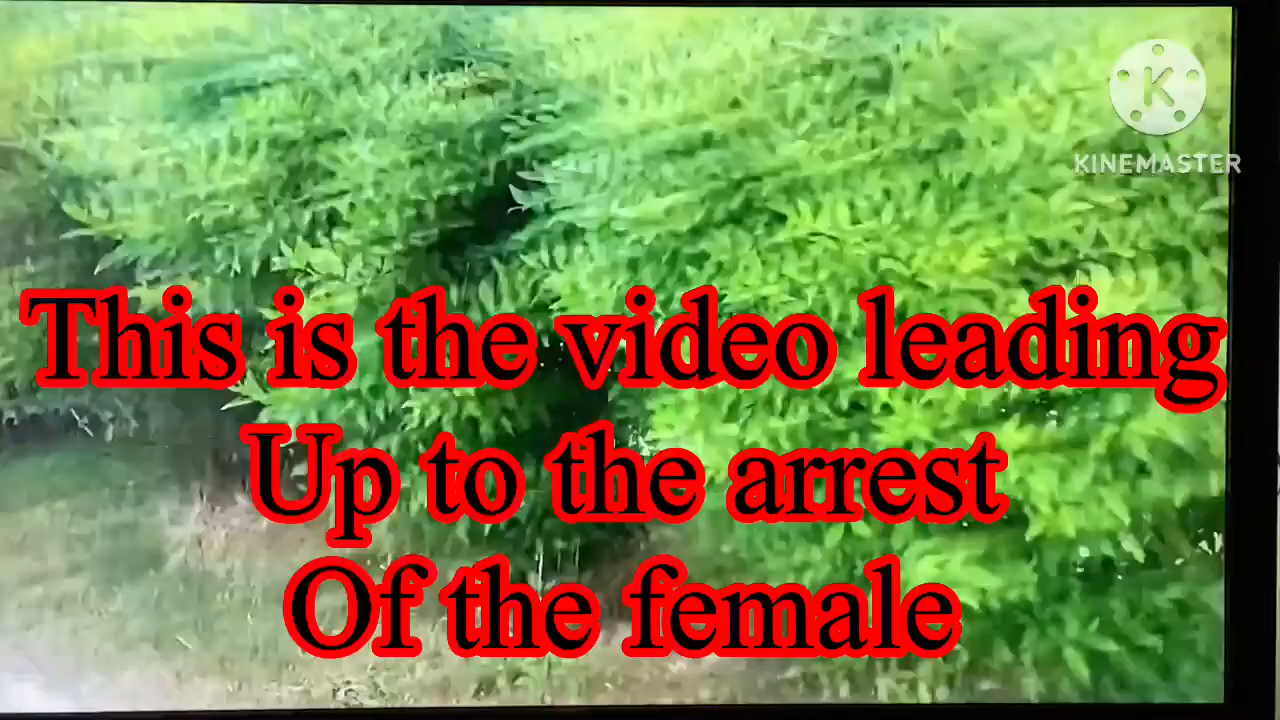 KINEMASTER
This is the video leading
Up to the arrest
Of the female